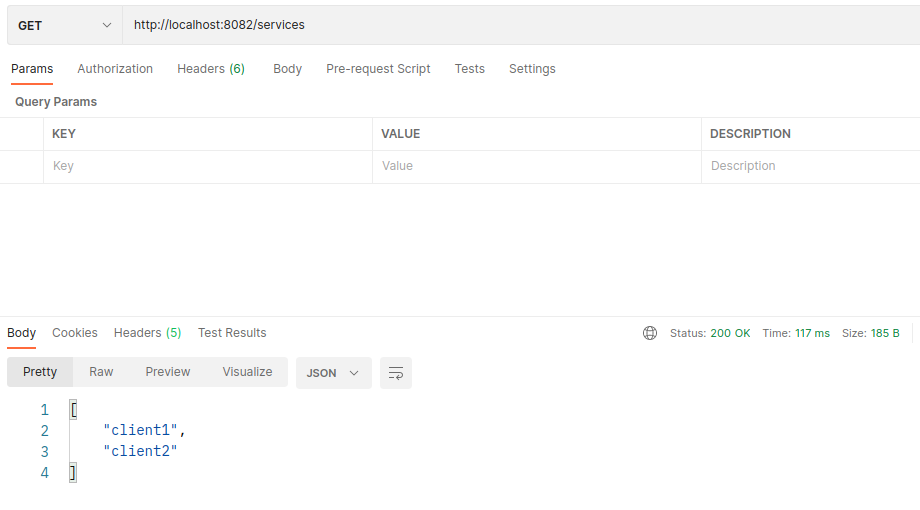 GET http://localhost:8082/services
Params Authorization Headers (6) Body Pre-request Script Tests Settings
Query Params
KEY VALUE DESCRIPTION
Key Value Description
Body Cookies Headers (5) Test Results Status: 200 OK Time: 117 ms Size: 185 B
Pretty Raw Preview Visualize JSON
1 [
2 "client1",
3 "client2"
4 ]